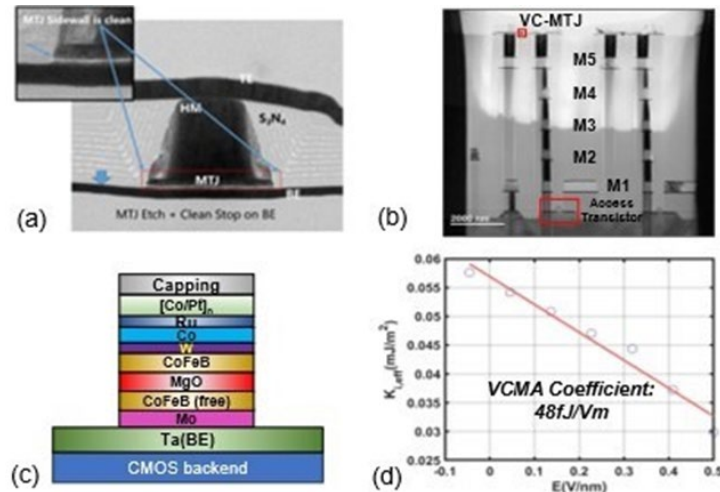 MTJ Sidewall is clean
TE
HM
S₃N₄
MTJ
BE
MTJ Etch + Clean Stop on BE
(a)
VC-MTJ
M5
M4
M3
M2
M1
Access
Transistor
2000 nm
(b)
Capping
[Co/Pt]n
Ru
Co
W
CoFeB
MgO
CoFeB (free)
Mo
Ta(BE)
CMOS backend
(c)
0.06
0.055
0.05
0.045
0.04
0.035
0.03
0.025
-0.1
0
0.1
0.2
0.3
0.4
0.5
Ki,eff(mJ/m²)
VCMA Coefficient:
48fJ/Vm
E(V/nm)
(d)